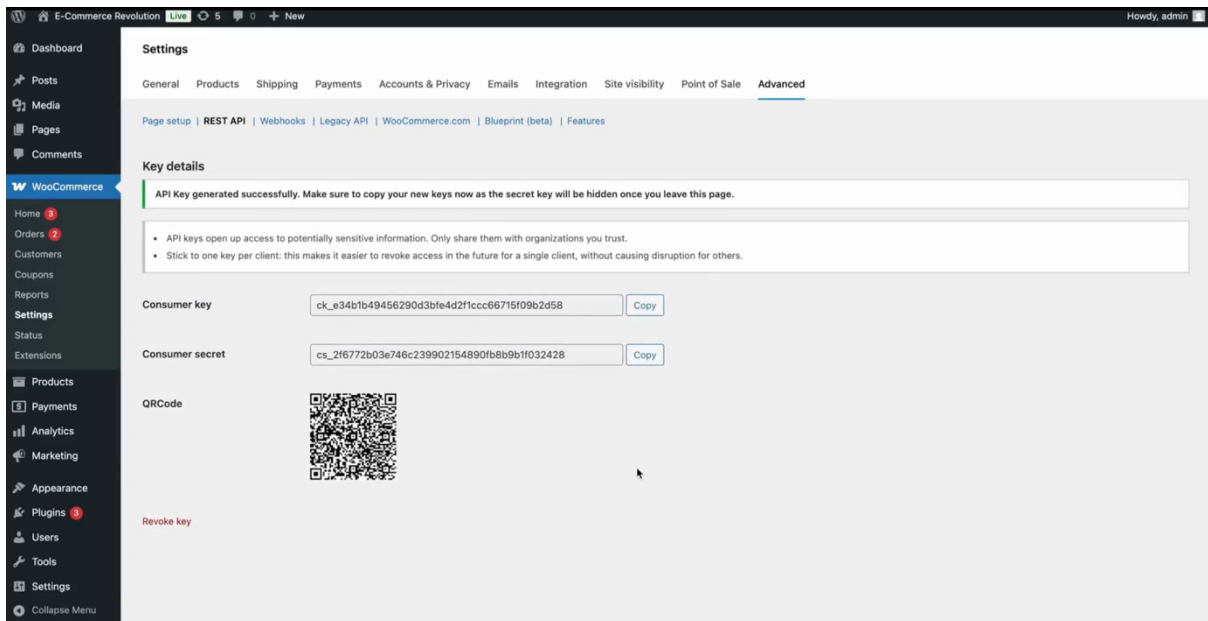 E-Commerce Revolution Live 5 0 + New Howdy, admin
Dashboard
Posts
Media
Pages
Comments
WooCommerce
Home 3
Orders 2
Customers
Coupons
Reports
Settings
Status
Extensions
Products
Payments
Analytics
Marketing
Appearance
Plugins 3
Users
Tools
Settings
Collapse Menu
Settings
General Products Shipping Payments Accounts & Privacy Emails Integration Site visibility Point of Sale Advanced
Page setup | REST API | Webhooks | Legacy API | WooCommerce.com | Blueprint (beta) | Features
Key details
API Key generated successfully. Make sure to copy your new keys now as the secret key will be hidden once you leave this page.
• API keys open up access to potentially sensitive information. Only share them with organizations you trust.
• Stick to one key per client: this makes it easier to revoke access in the future for a single client, without causing disruption for others.
Consumer key ck_e34b1b49456290d3bfe4d2f1ccc66715f09b2d58 Copy
Consumer secret cs_2f6772b03e746c239902154890fb8b9b1f032428 Copy
QRCode
Revoke key